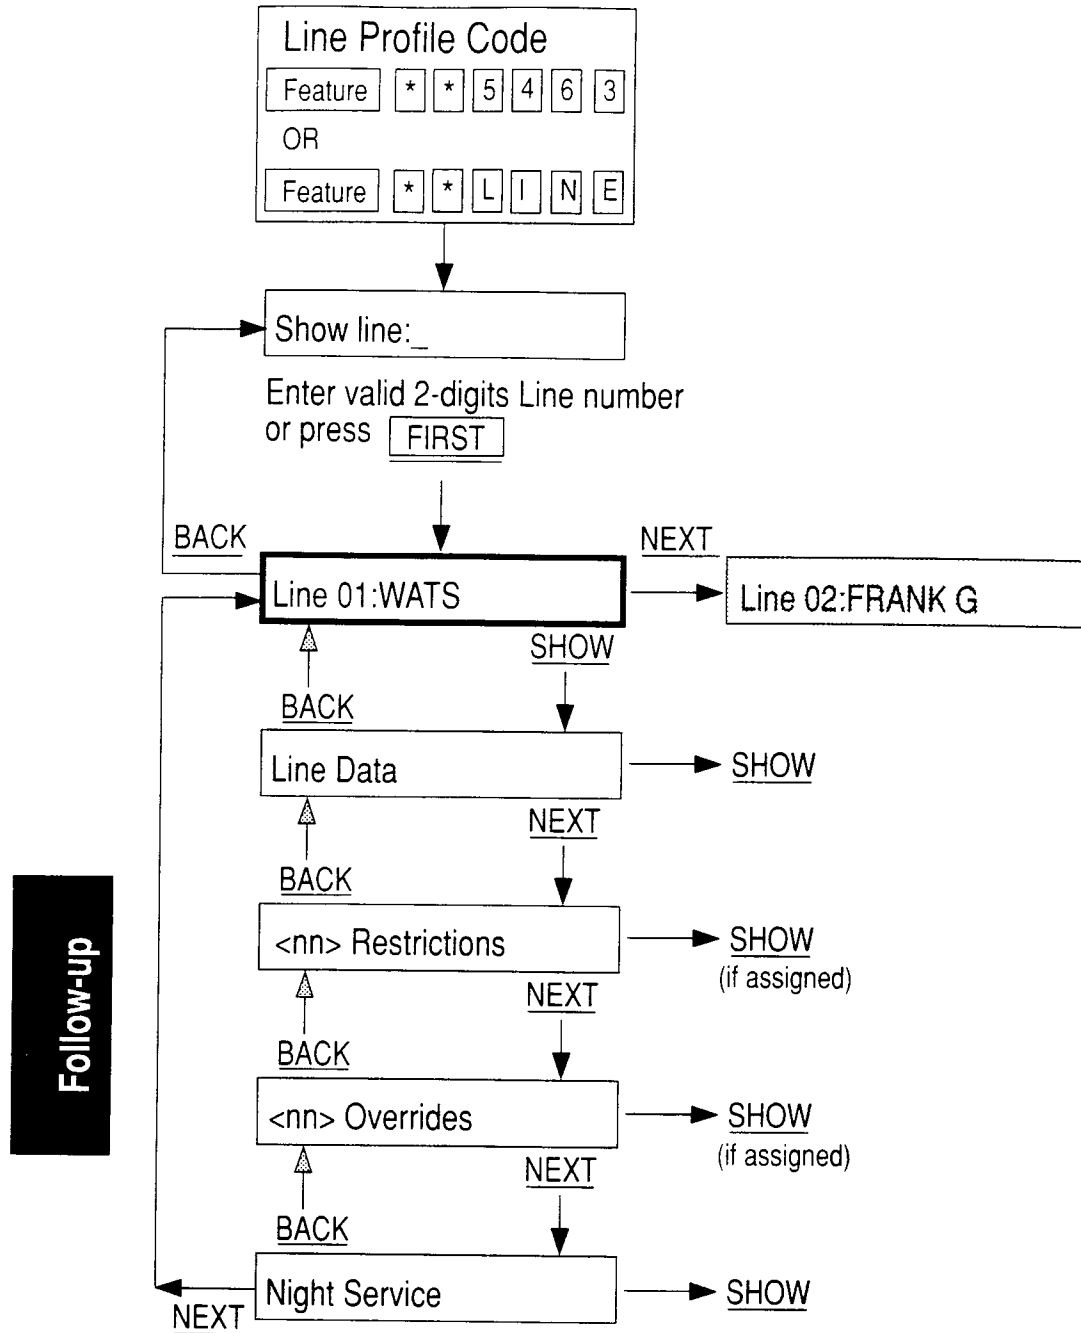 Line Profile Code
Feature * * 5 4 6 3
OR
Feature * * L I N E
Show line:_
Enter valid 2-digits Line number
or press FIRST
BACK
NEXT
Line 01:WATS
Line 02:FRANK G
SHOW
BACK
Line Data
SHOW
NEXT
BACK
<nn> Restrictions
SHOW
(if assigned)
NEXT
BACK
<nn> Overrides
SHOW
(if assigned)
NEXT
BACK
Night Service
SHOW
NEXT
Follow-up